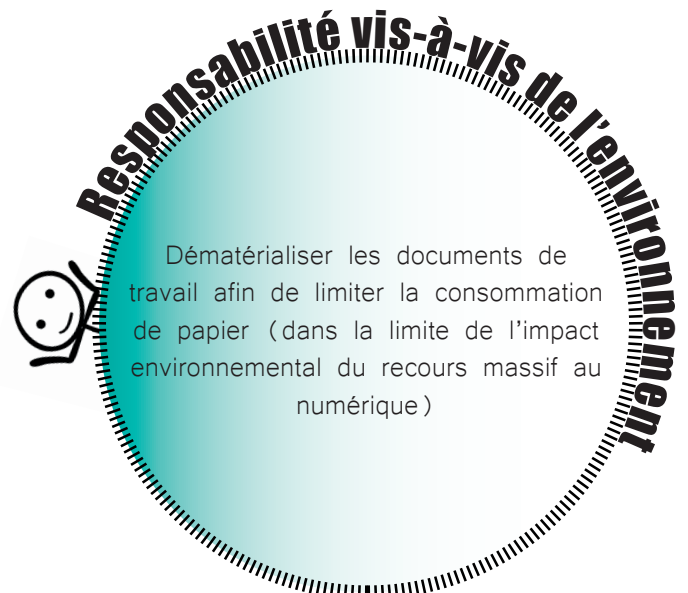 Responsabilité vis-à-vis de l'environnement
Dématérialiser les documents de
travail afin de limiter la consommation
de papier (dans la limite de l'impact
environnemental du recours massif au
numérique)